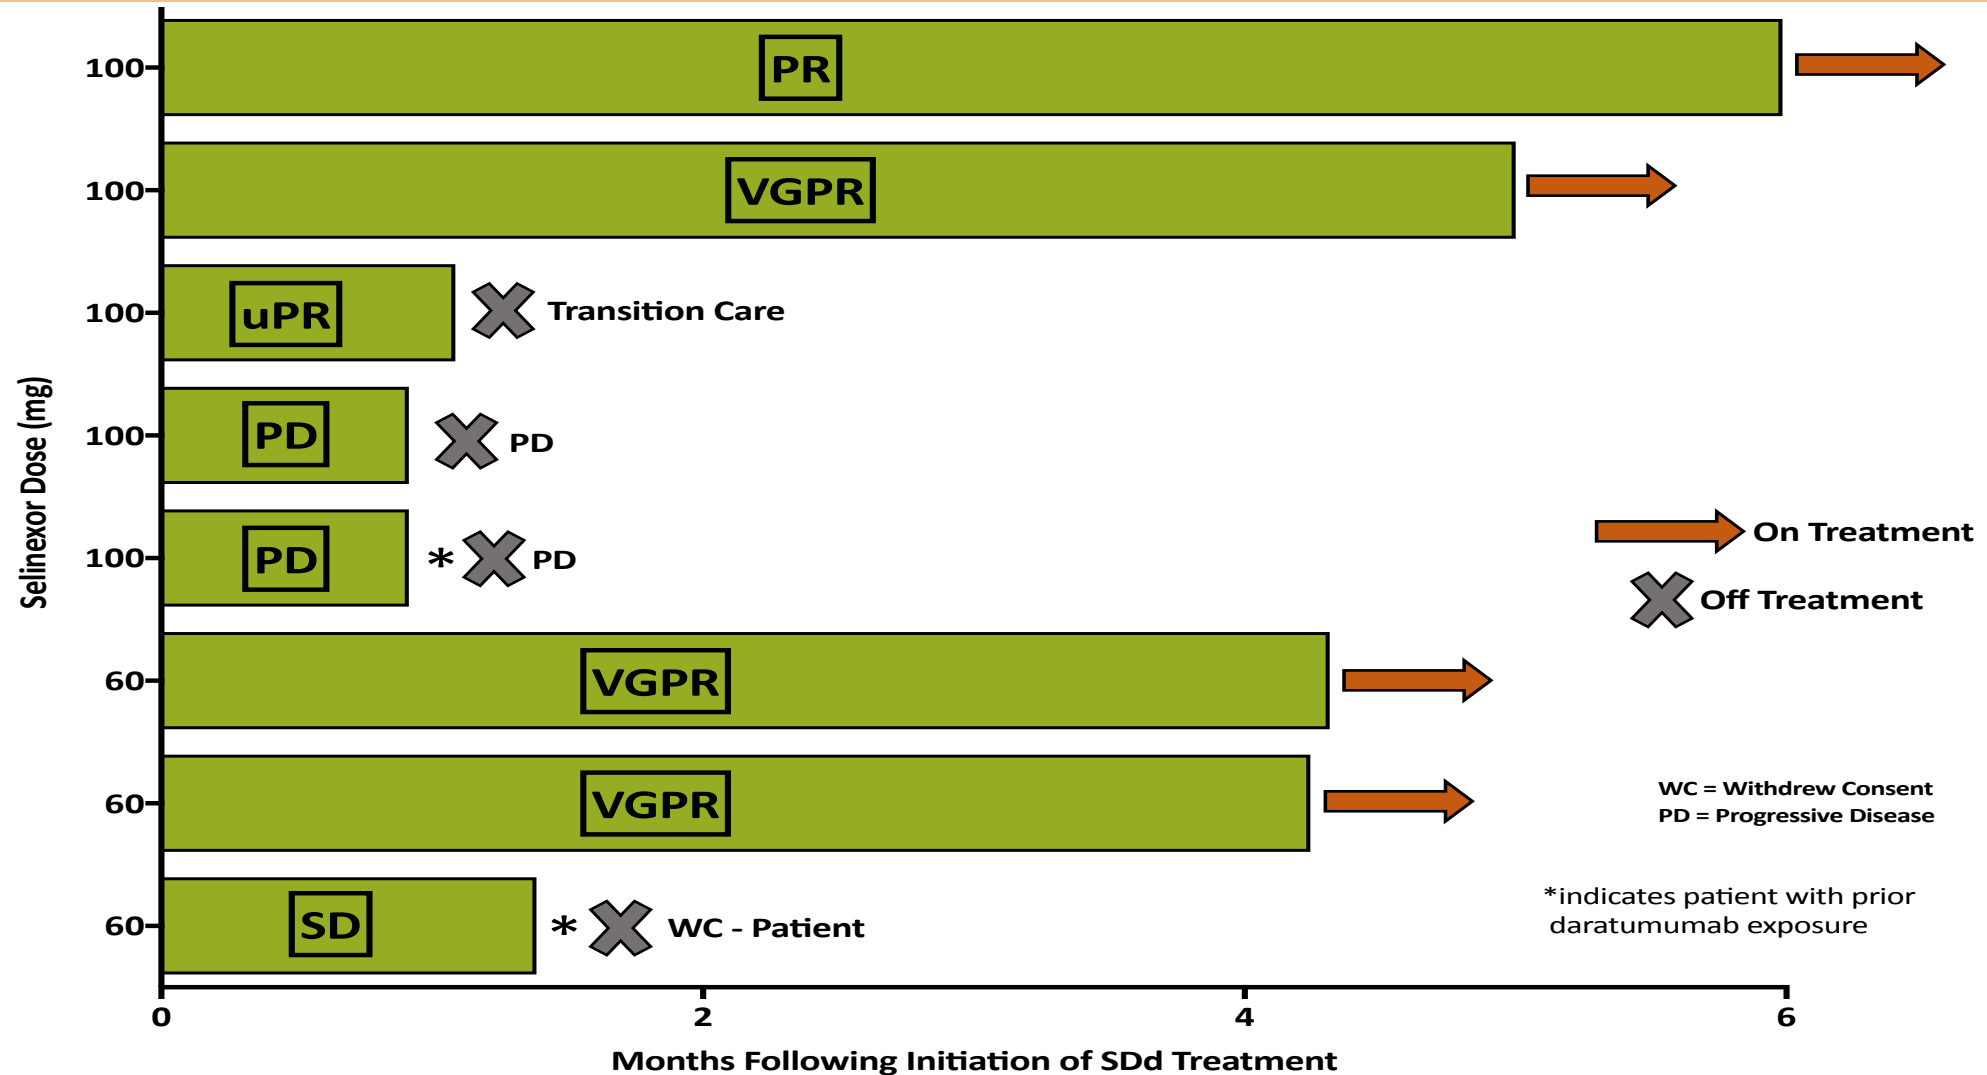 Selinexor Dose (mg)
100
PR
100
VGPR
100
uPR
Transition Care
100
PD
PD
100
PD
* PD
60
VGPR
60
VGPR
60
SD
* WC - Patient
On Treatment
Off Treatment
WC = Withdrew Consent
PD = Progressive Disease
*indicates patient with prior
daratumumab exposure
0 2 4 6
Months Following Initiation of SDd Treatment